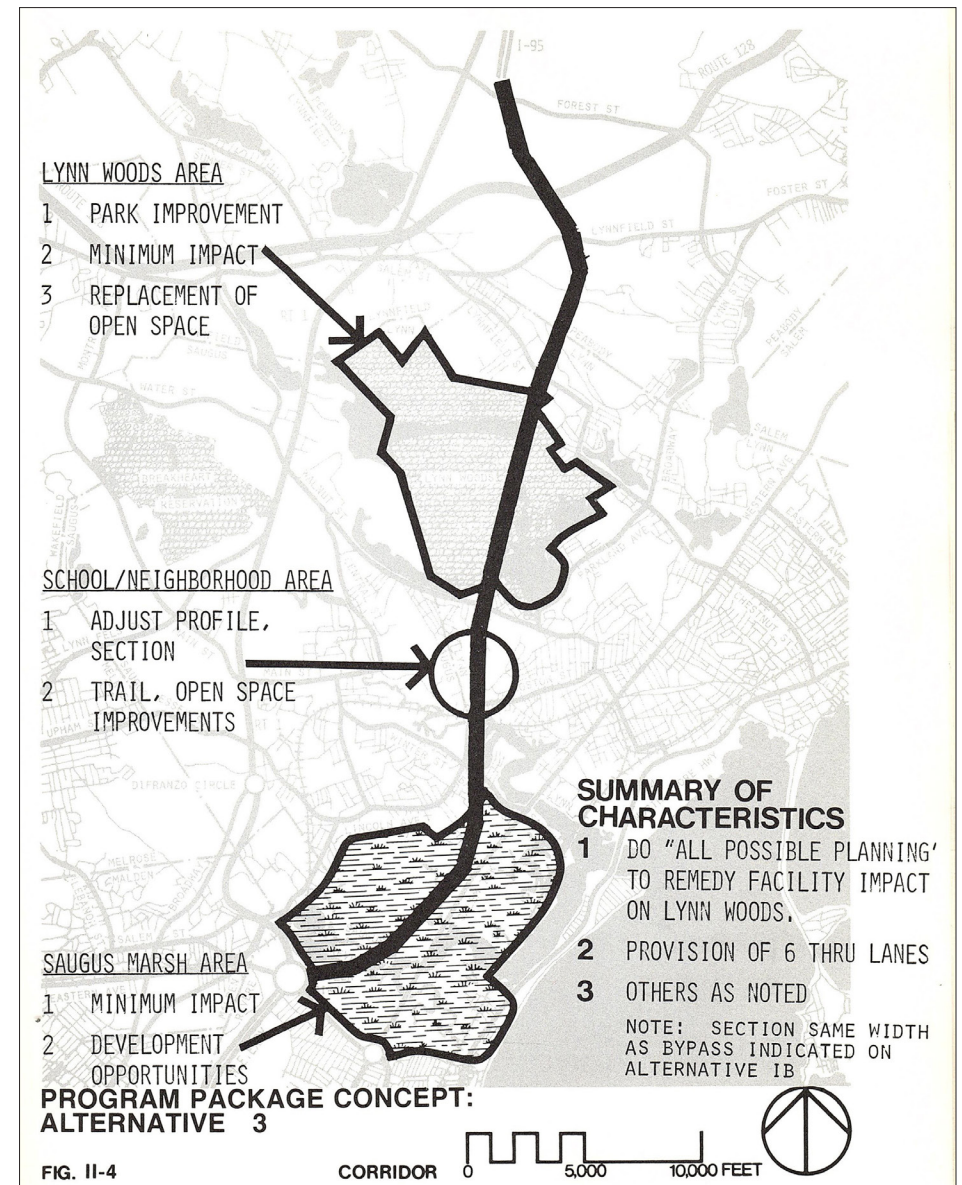 I-95
ROUTE 128
FOREST ST
FOSTER ST
LYNNFIELD ST
LYNN WOODS AREA
1 PARK IMPROVEMENT
2 MINIMUM IMPACT
3 REPLACEMENT OF
OPEN SPACE
WATER ST
SCHOOL/NEIGHBORHOOD AREA
1 ADJUST PROFILE,
SECTION
2 TRAIL, OPEN SPACE
IMPROVEMENTS
DIFRANZO CIRCLE
MELROSE
MALDEN
SAUGUS MARSH AREA
1 MINIMUM IMPACT
2 DEVELOPMENT
OPPORTUNITIES
SUMMARY OF
CHARACTERISTICS
1 DO "ALL POSSIBLE PLANNING'
TO REMEDY FACILITY IMPACT
ON LYNN WOODS.
2 PROVISION OF 6 THRU LANES
3 OTHERS AS NOTED
NOTE: SECTION SAME WIDTH
AS BYPASS INDICATED ON
ALTERNATIVE IB
PROGRAM PACKAGE CONCEPT:
ALTERNATIVE 3
FIG. II-4
CORRIDOR 0 5,000 10,000 FEET